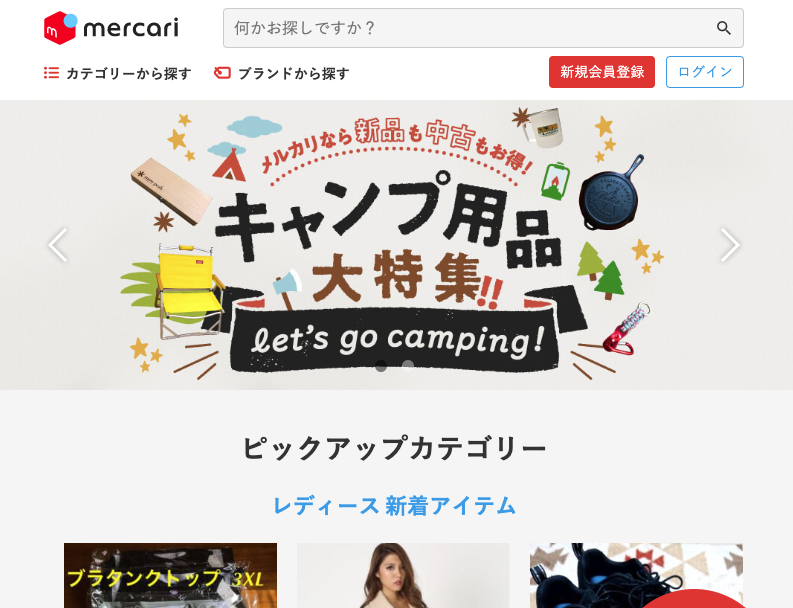 mercari
何かお探しですか？
カテゴリーから探す
ブランドから探す
新規会員登録
ログイン
メルカリなら新品も中古もお得!
キャンプ用品
大特集!!
let's go camping!
ピックアップカテゴリー
レディース 新着アイテム
ブラタンクトップ 3XL